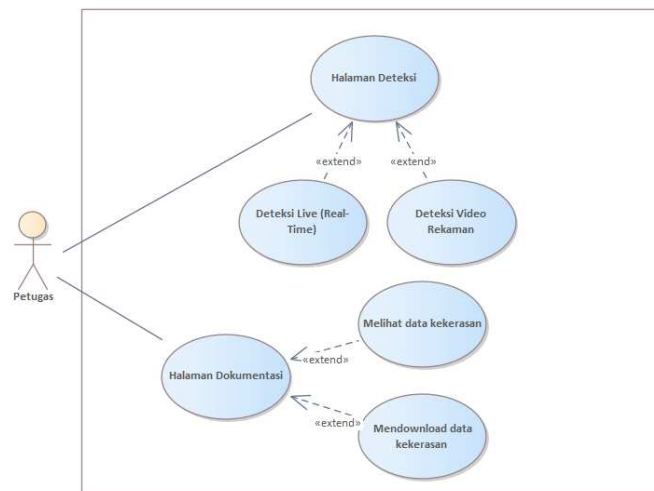 Halaman Deteksi
«extend»
«extend»
Deteksi Live (Real-
Time)
Deteksi Video
Rekaman
Petugas
Melihat data kekerasan
«extend»
Halaman Dokumentasi
«extend»
Mendownload data
kekerasan